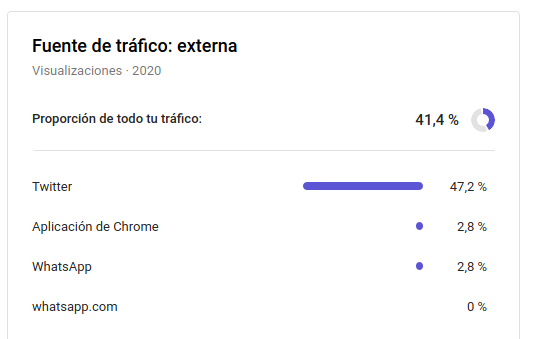 Fuente de tráfico: externa
Visualizaciones · 2020
Proporción de todo tu tráfico: 41,4 %
Twitter 47,2 %
Aplicación de Chrome 2,8 %
WhatsApp 2,8 %
whatsapp.com 0 %